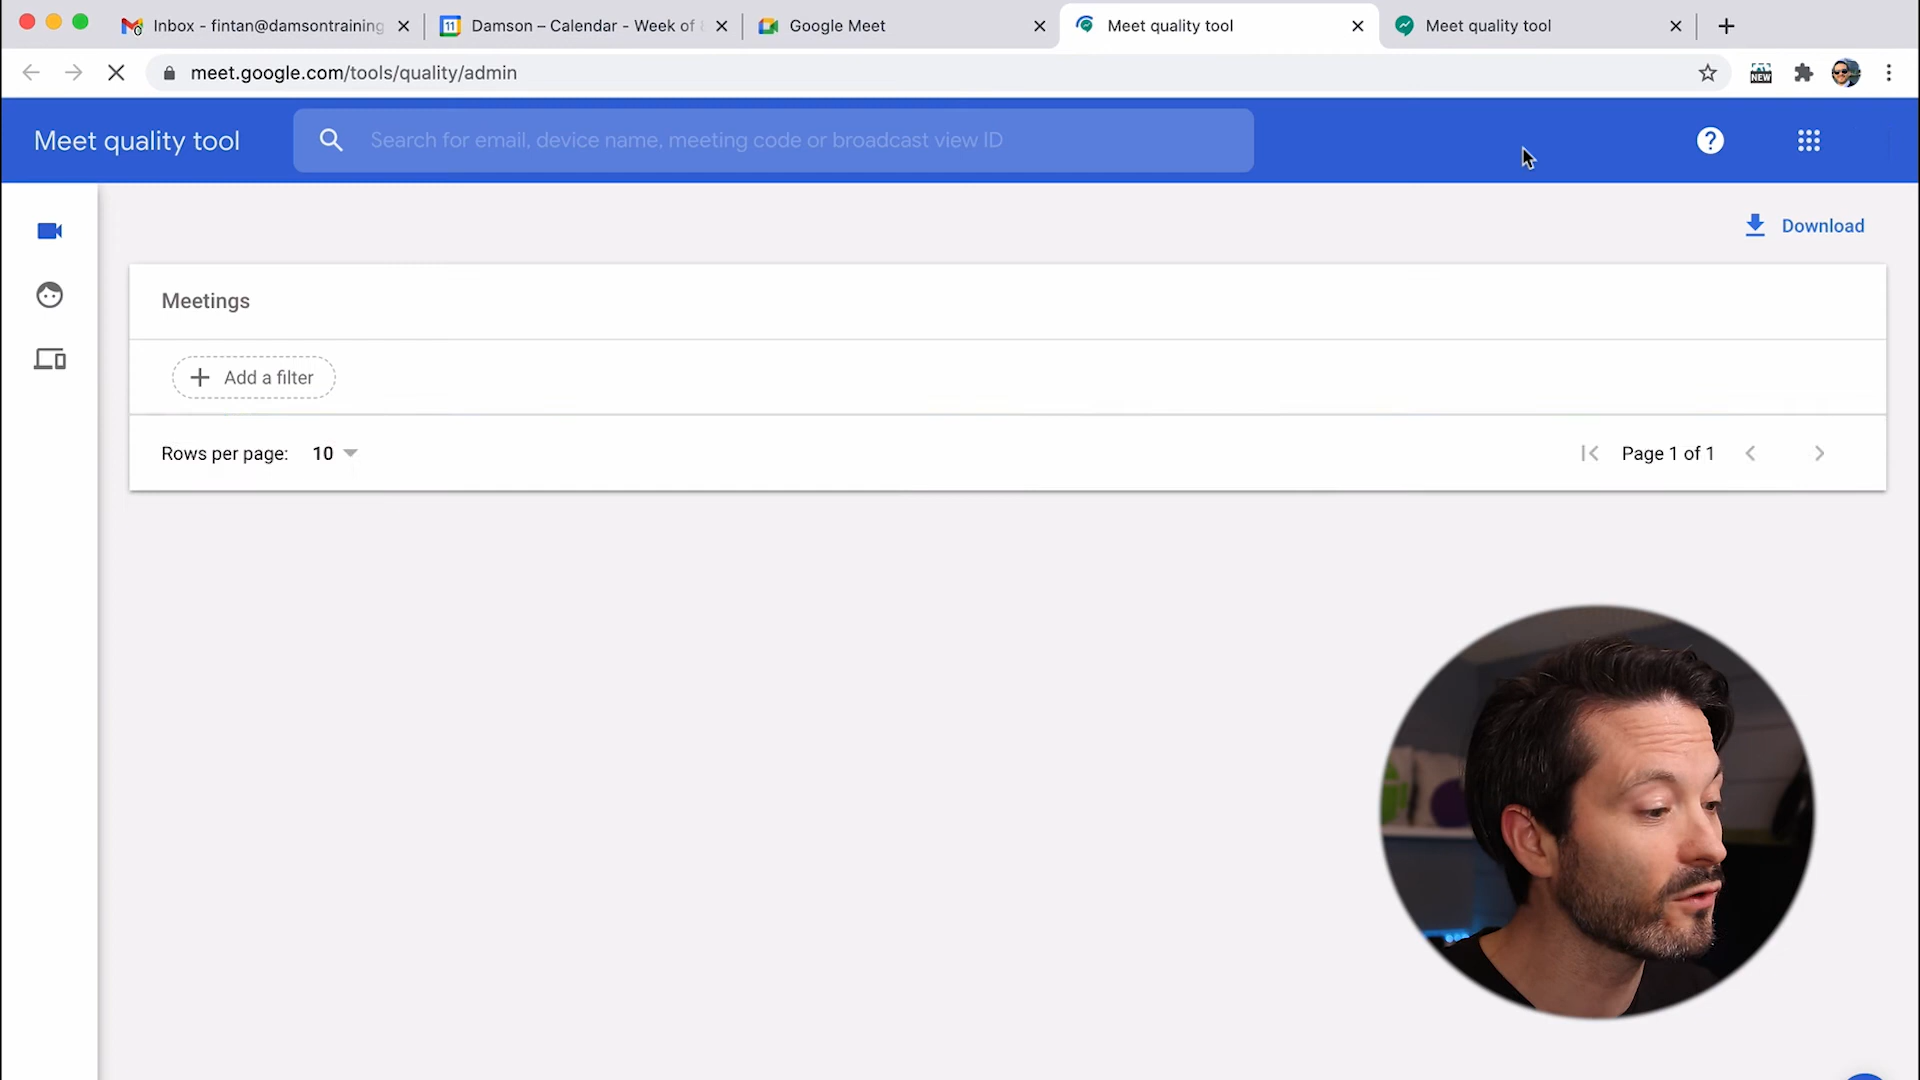 Inbox - fintan@damsontraining
Damson – Calendar - Week of
Google Meet
Meet quality tool
Meet quality tool
11
meet.google.com/tools/quality/admin
NEW
Meet quality tool
Search for email, device name, meeting code or broadcast view ID
?
Download
Meetings
+ Add a filter
Rows per page: 10
Page 1 of 1